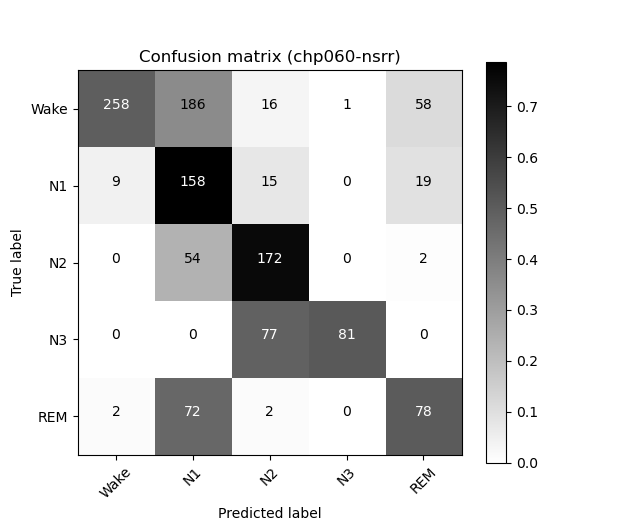 Confusion matrix (chp060-nsrr)
True label
Wake 258 186 16 1 58
N1 9 158 15 0 19
N2 0 54 172 0 2
N3 0 0 77 81 0
REM 2 72 2 0 78
Wake N1 N2 N3 REM
Predicted label
0.7
0.6
0.5
0.4
0.3
0.2
0.1
0.0